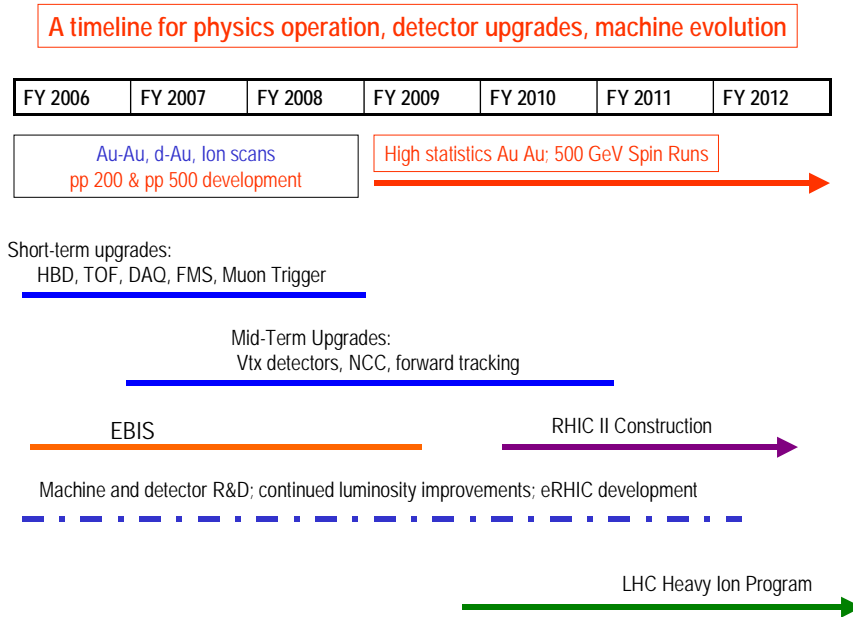 A timeline for physics operation, detector upgrades, machine evolution
FY 2006 FY 2007 FY 2008 FY 2009 FY 2010 FY 2011 FY 2012
Au-Au, d-Au, Ion scans
pp 200 & pp 500 development
High statistics Au Au; 500 GeV Spin Runs
Short-term upgrades:
HBD, TOF, DAQ, FMS, Muon Trigger
Mid-Term Upgrades:
Vtx detectors, NCC, forward tracking
EBIS
RHIC II Construction
Machine and detector R&D; continued luminosity improvements; eRHIC development
LHC Heavy Ion Program